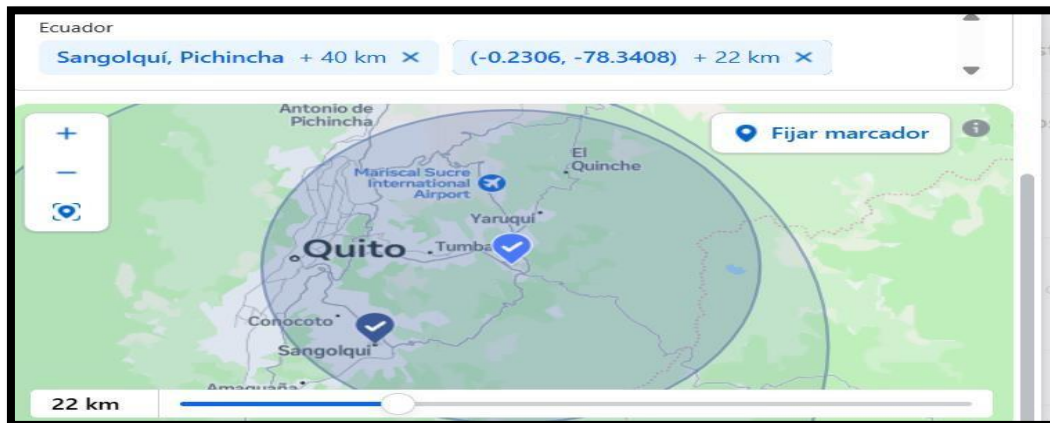 Ecuador
Sangolquí, Pichincha + 40 km × (-0.2306, -78.3408) + 22 km ×
Antonio de
Pichincha
Fijar marcador
El
Quinche
Mariscal Sucre
International
Airport
Yaruquí
Quito
Tumba
Conocoto
Sangolquí
Amaguaña
22 km